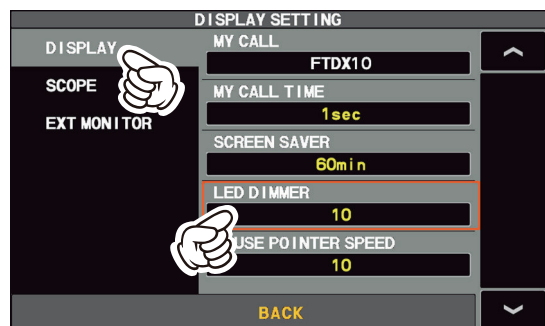 DISPLAY SETTING
DISPLAY
SCOPE
EXT MONITOR
MY CALL
FTDX10
MY CALL TIME
1sec
SCREEN SAVER
60min
LED DIMMER
10
USE POINTER SPEED
10
BACK